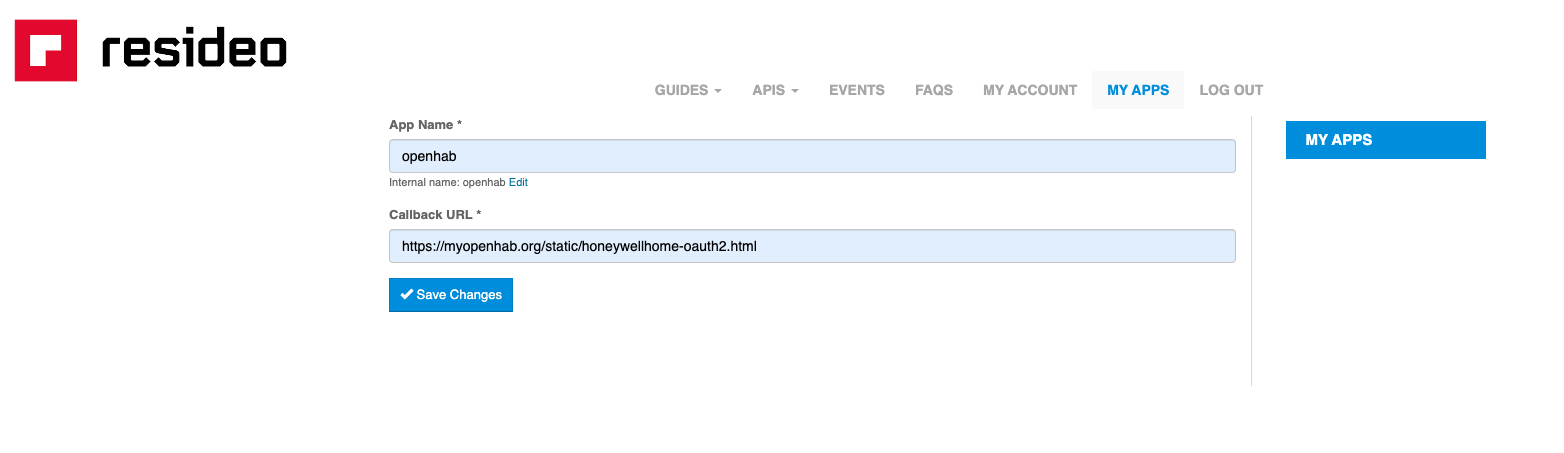 resideo
GUIDES APIS EVENTS FAQS MY ACCOUNT MY APPS LOG OUT
App Name *
openhab
Internal name: openhab Edit
Callback URL *
https://myopenhab.org/static/honeywellhome-oauth2.html
Save Changes
MY APPS